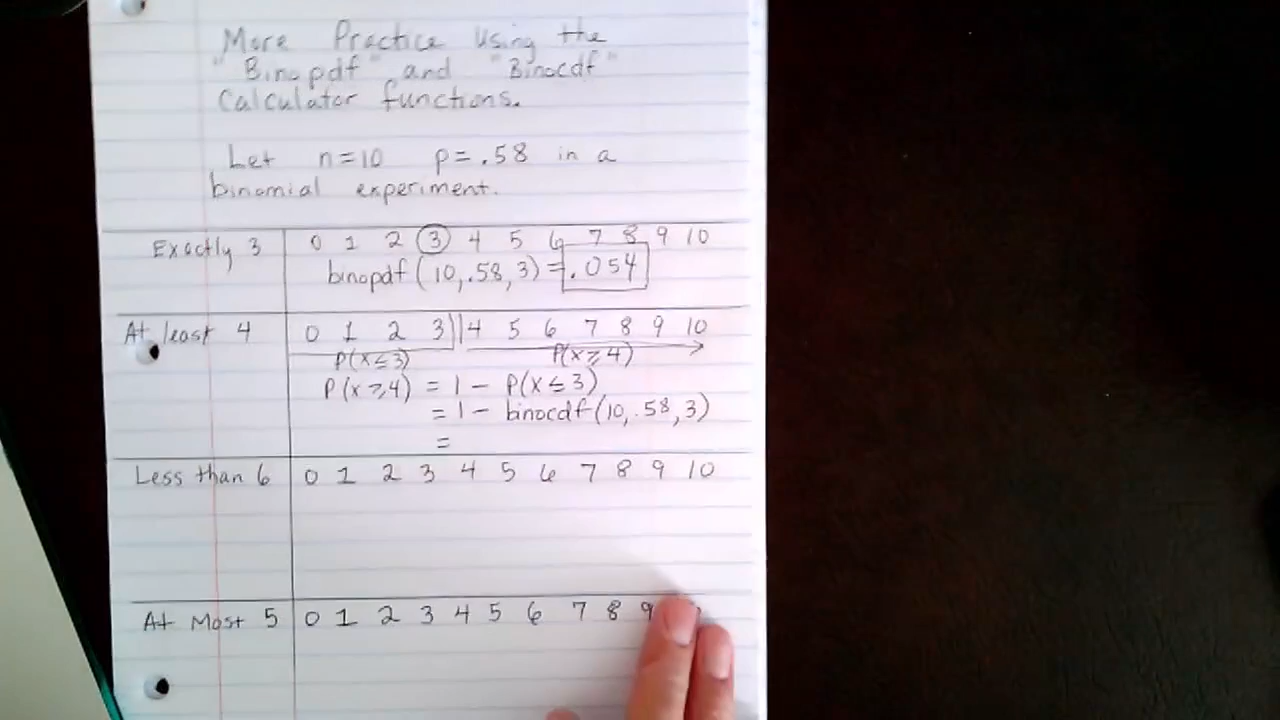 More Practice Using the
"Binopdf" and "Binocdf"
Calculator functions.
Let n=10 p=.58 in a
binomial experiment.
Exactly 3 0 1 2 3 4 5 6 7 8 9 10
binopdf(10,.58,3)=.054
At least 4 0 1 2 3 4 5 6 7 8 9 10
P(x≤3) P(x≥4)
P(x≥4) = 1 - P(x≤3)
= 1 - binocdf(10,.58,3)
=
Less than 6 0 1 2 3 4 5 6 7 8 9 10
At Most 5 0 1 2 3 4 5 6 7 8 9